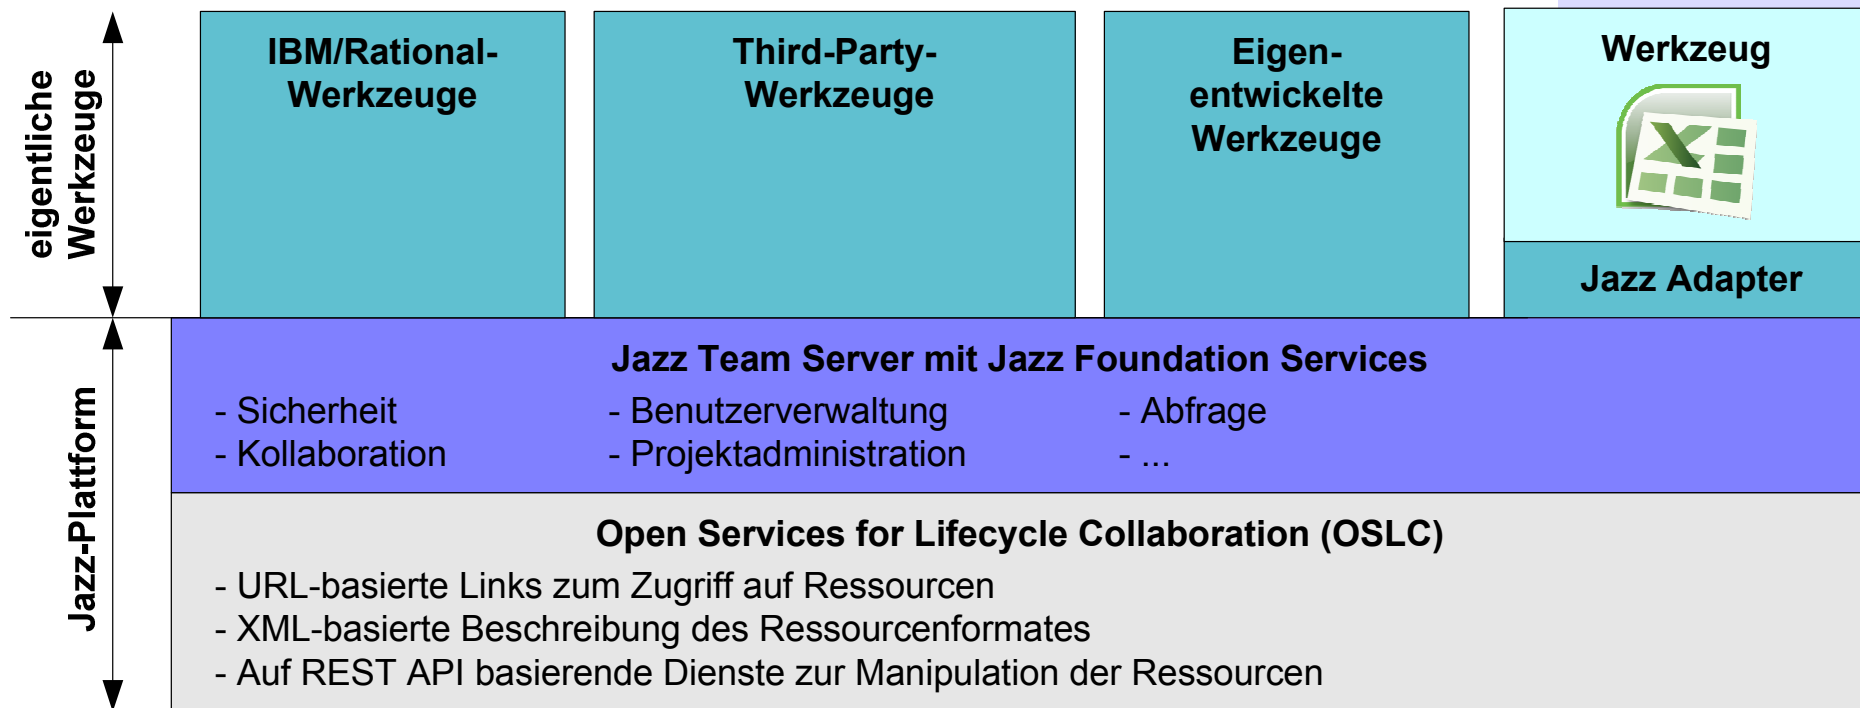 eigentliche
Werkzeuge
IBM/Rational-
Werkzeuge
Third-Party-
Werkzeuge
Eigen-
entwickelte
Werkzeuge
Werkzeug
Jazz Adapter
Jazz-Plattform
Jazz Team Server mit Jazz Foundation Services
- Sicherheit
- Kollaboration
- Benutzerverwaltung
- Projektadministration
- Abfrage
- ...
Open Services for Lifecycle Collaboration (OSLC)
- URL-basierte Links zum Zugriff auf Ressourcen
- XML-basierte Beschreibung des Ressourcenformates
- Auf REST API basierende Dienste zur Manipulation der Ressourcen